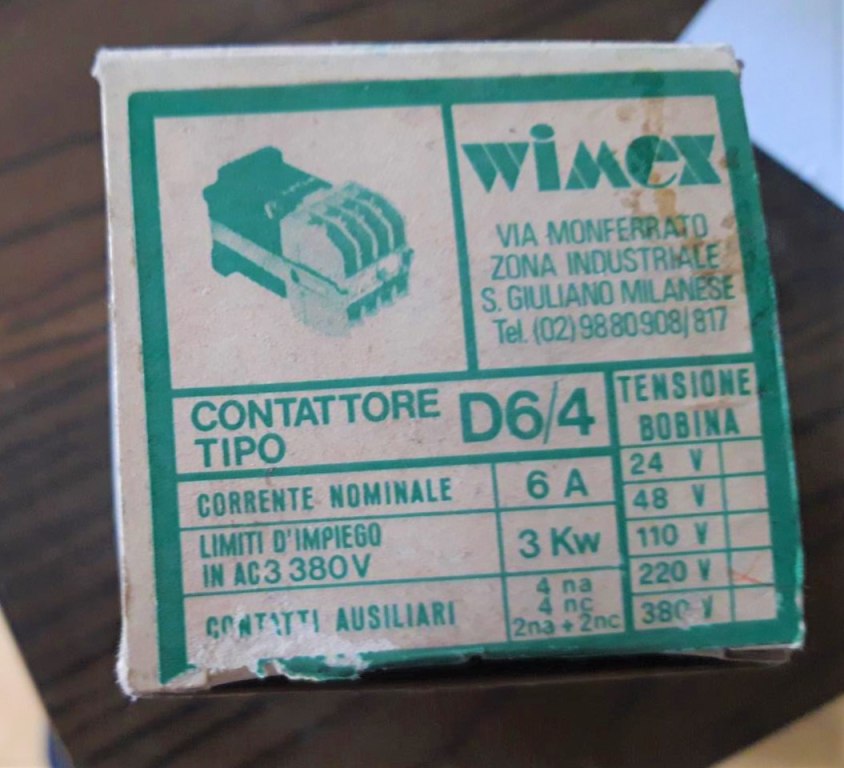 wimex
VIA MONFERRATO
ZONA INDUSTRIALE
S. GIULIANO MILANESE
Tel. (02) 9880908/817
CONTATTORE
TIPO
D6/4
TENSIONE
BOBINA
CORRENTE NOMINALE
6 A
LIMITI D'IMPIEGO
IN AC3 380V
3 Kw
CONTATTI AUSILIARI
4 na
4 nc
2na + 2nc
24 V
48 V
110 V
220 V
380 V